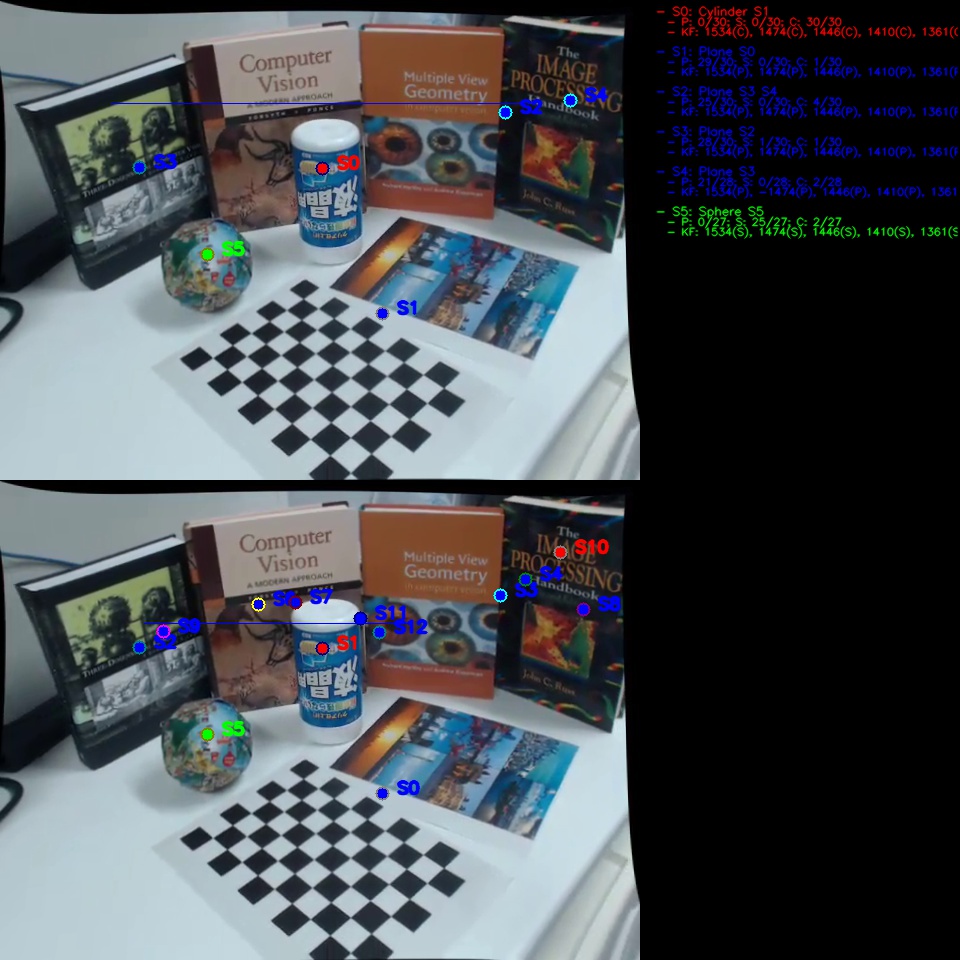 - S0: Cylinder S1
- P: 0/30; S: 0/30; C: 30/30
- KF: 1534(C), 1474(C), 1446(C), 1410(C), 1361(
- S1: Plane S0
- P: 29/30; S: 0/30; C: 1/30
- KF: 1534(P), 1474(P), 1446(P), 1410(P), 1361(
- S2: Plane S3 S4
- P: 25/30; S: 0/30; C: 4/30
- KF: 1534(P), 1474(P), 1446(P), 1410(P), 1361(
- S3: Plane S2
- P: 28/30; S: 1/30; C: 1/30
- KF: 1534(P), 1474(P), 1446(P), 1410(P), 1361(
- S4: Plane S3
- P: 21/28; S: 0/28; C: 2/28
- KF: 1534(P), -1474(P), 1446(P), 1410(P), 1361
- S5: Sphere S5
- P: 0/27; S: 25/27; C: 2/27
- KF: 1534(S), 1474(S), 1446(S), 1410(S), 1361(S
Computer
Vision
A MODERN APPROACH
FORSYTH PONCE
Multiple View
Geometry
in computer vision
The
IMAGE
PROCESSING
Handbook
John C. Russ
S0
S1
S2
S3
S4
S5
Computer
Vision
A MODERN APPROACH
Multiple View
Geometry
in computer vision
The
IMAGE
PROCESSING
Handbook
John C. Russ
S10
S4
S3
S8
S6
S7
S11
S12
S9
S2
S1
S5
S0